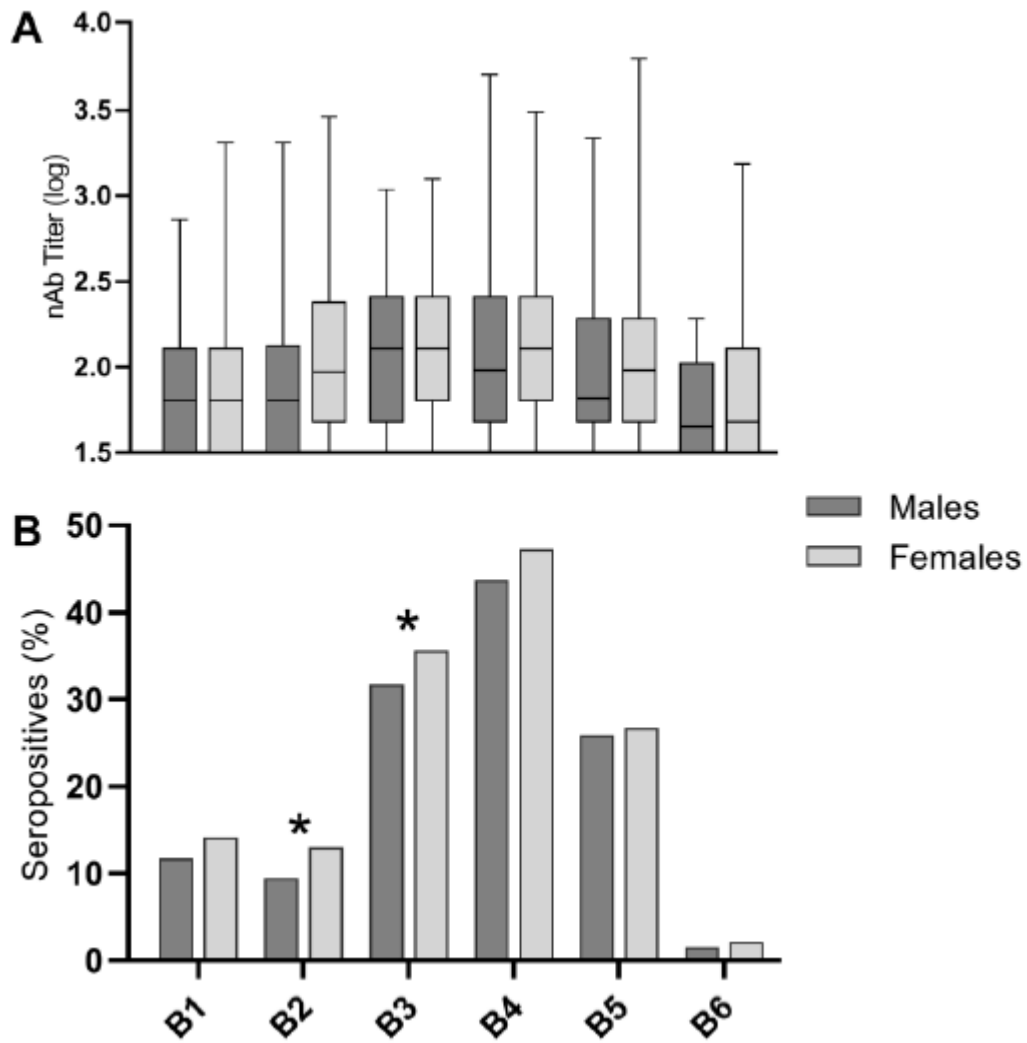 A
nAb Titer (log)
4.0
3.5
3.0
2.5
2.0
1.5
Males
Females
B
Seropositives (%)
50
40
30
20
10
0
*
*
B1
B2
B3
B4
B5
B6